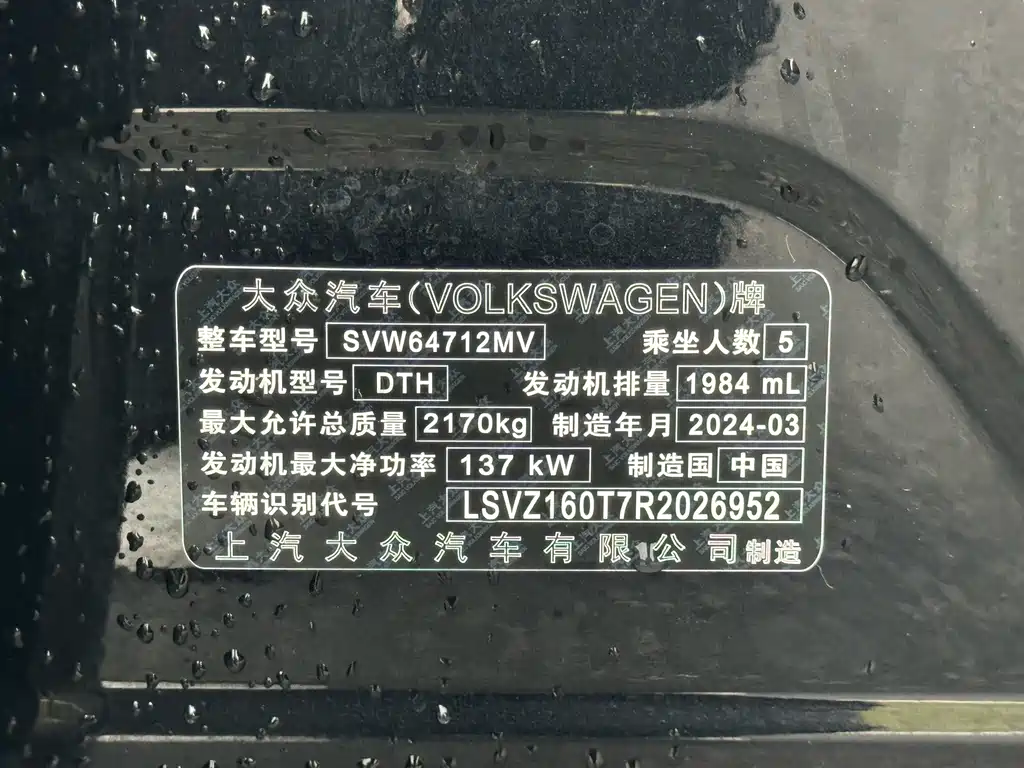 大众汽车(VOLKSWAGEN)牌
整车型号 SVW64712MV 乘坐人数 5
发动机型号 DTH 发动机排量 1984 mL
最大允许总质量 2170kg 制造年月 2024-03
发动机最大净功率 137 kW 制造国 中国
车辆识别代号 LSVZ160T7R2026952
上汽大众汽车有限公司制造